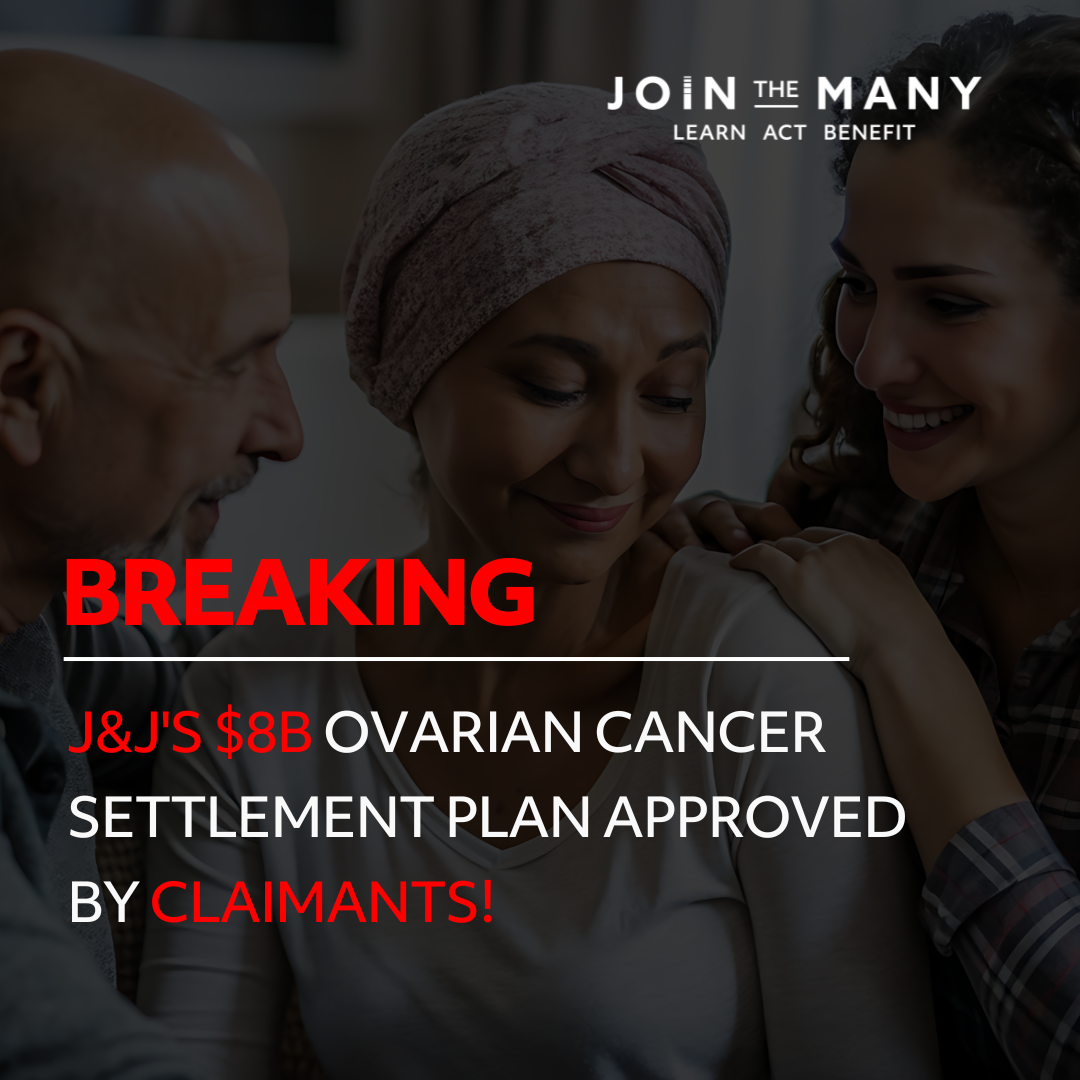 JOIN THE MANY
LEARN ACT BENEFIT
BREAKING
J&J'S $8B OVARIAN CANCER
SETTLEMENT PLAN APPROVED
BY CLAIMANTS!